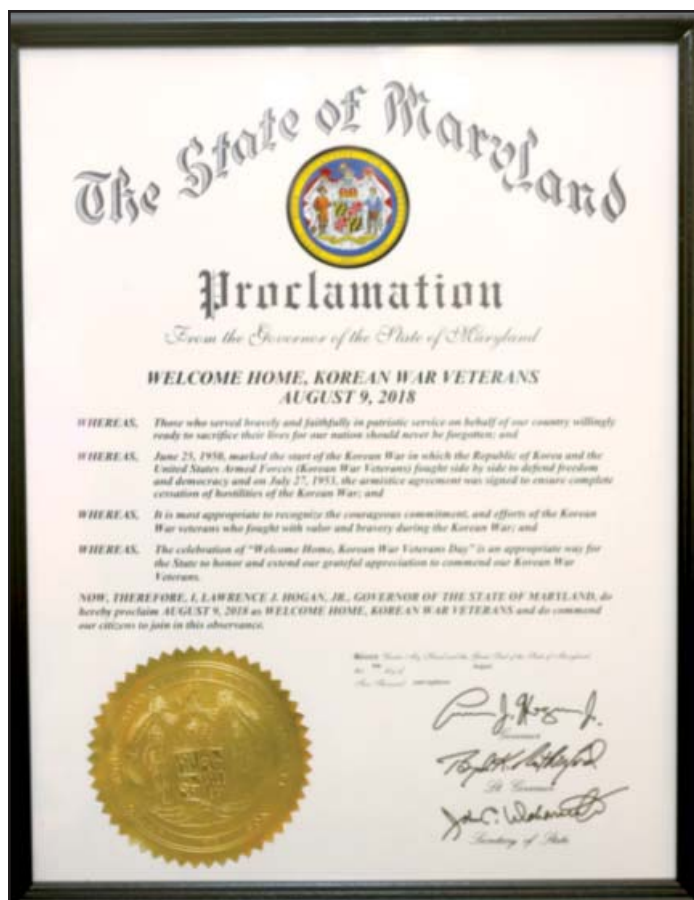 The State of Maryland
Proclamation
From the Governor of the State of Maryland
WELCOME HOME, KOREAN WAR VETERANS
AUGUST 9, 2018
WHEREAS, Those who served bravely and faithfully in patriotic service on behalf of our country willingly
ready to sacrifice their lives for our nation should never be forgotten; and
WHEREAS, June 25, 1950, marked the start of the Korean War in which the Republic of Korea and the
United States Armed Forces (Korean War Veterans) fought side by side to defend freedom
and democracy and on July 27, 1953, the armistice agreement was signed to ensure complete
cessation of hostilities of the Korean War; and
WHEREAS, It is most appropriate to recognize the courageous commitment, and efforts of the Korean
War veterans who fought with valor and bravery during the Korean War; and
WHEREAS, The celebration of "Welcome Home, Korean War Veterans Day" is an appropriate way for
the State to honor and extend our grateful appreciation to commend our Korean War
Veterans.
NOW, THEREFORE, I, LAWRENCE J. HOGAN, JR., GOVERNOR OF THE STATE OF MARYLAND, do
hereby proclaim AUGUST 9, 2018 as WELCOME HOME, KOREAN WAR VETERANS and do commend
our citizens to join in this observance.
Governor
Lt. Governor
Secretary of State